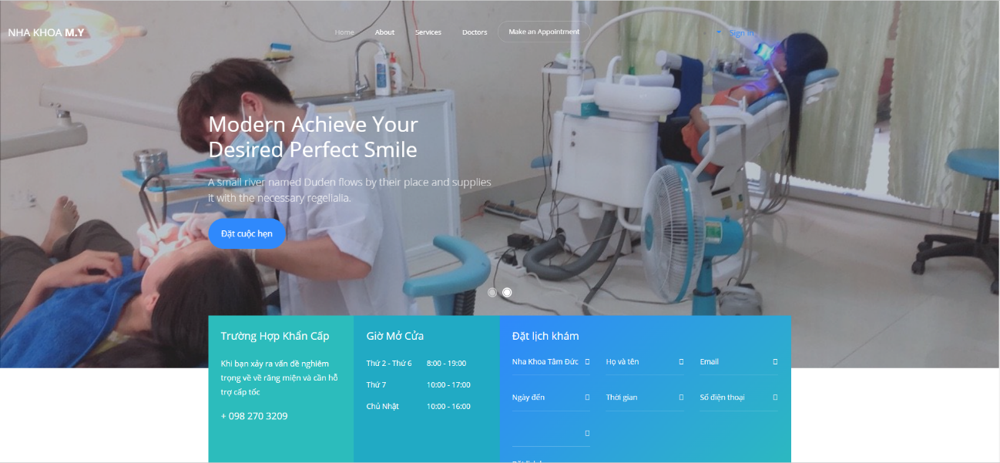 NHA KHOA M.Y
Home
About
Services
Doctors
Make an Appointment
Sign in
Modern Achieve Your
Desired Perfect Smile
A small river named Duden flows by their place and supplies
it with the necessary regelialia.
Đặt cuộc hẹn
Trường Hợp Khẩn Cấp
Khi bạn xảy ra vấn đề nghiêm
trọng về về răng miện và cần hỗ
trợ cấp tốc
+ 098 270 3209
Giờ Mở Cửa
Thứ 2 - Thứ 6 8:00 - 19:00
Thứ 7 10:00 - 17:00
Chủ Nhật 10:00 - 16:00
Đặt lịch khám
Nha Khoa Tâm Đức
Họ và tên
Email
Ngày đến
Thời gian
Số điện thoại